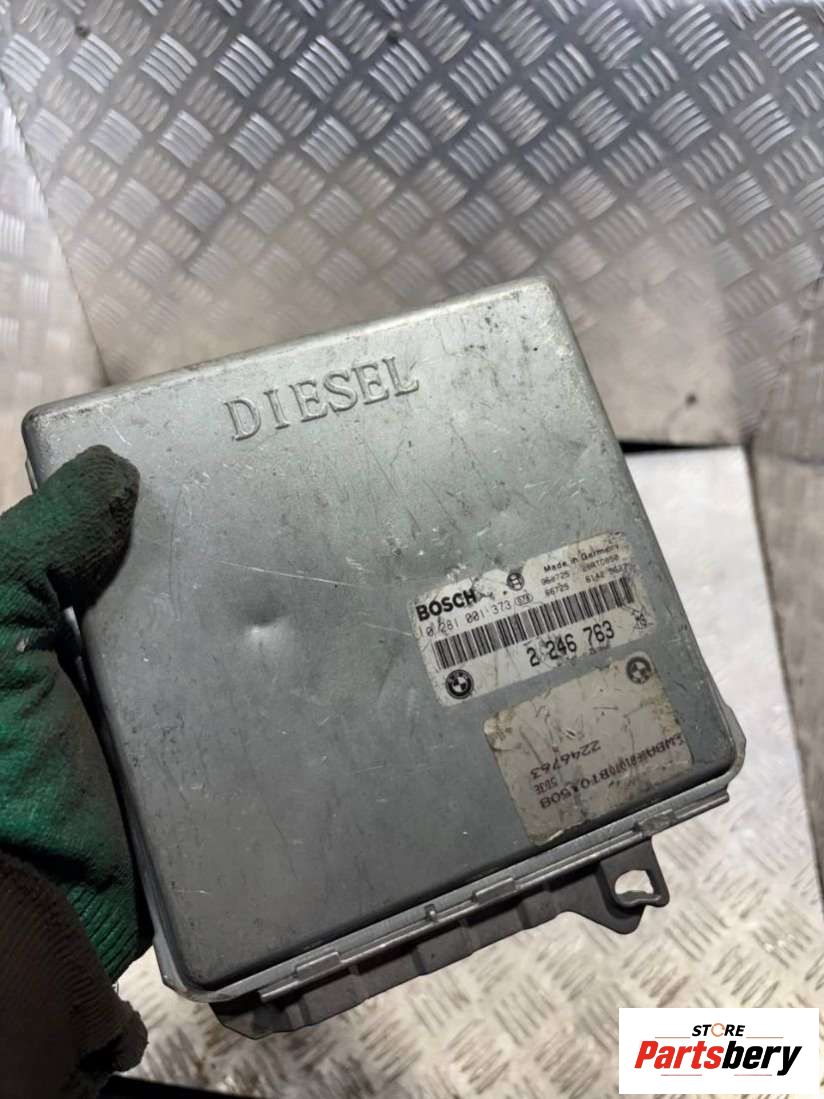 DIESEL
BOSCH
Made in Germany
0 281 001 373
2 246 763
2246763
STORE
Partsbery